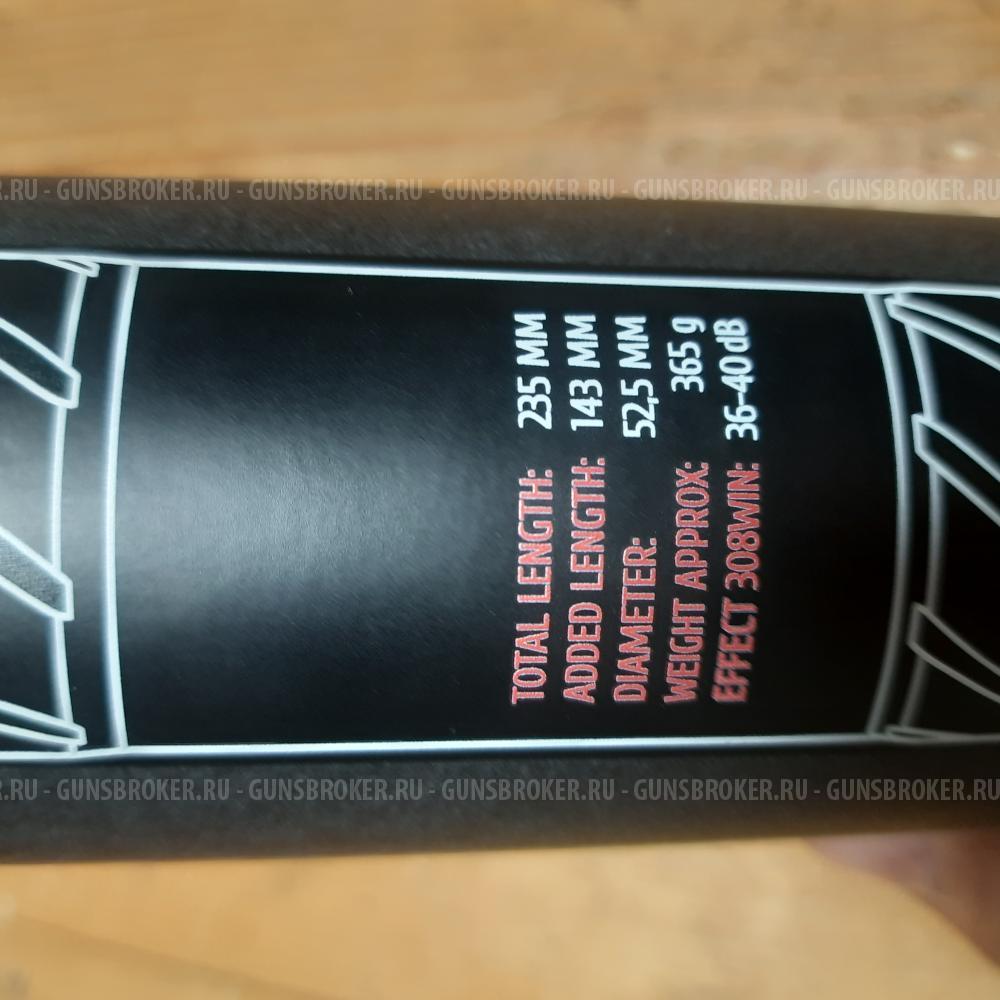 .RU - GUNSBROKER.RU - GUNSBROKER.RU - GUNSBROKER.RU - GUNSBROKER.RU - GUNSBROKER
TOTAL LENGTH: 235 MM
ADDED LENGTH: 143 MM
DIAMETER: 52,5 MM
WEIGHT APPROX: 365 g
EFFECT 308WIN: 36-40 dB
.RU - GUNSBROKER.RU - GUNSBROKER.RU - GUNSBROKER.RU - GUNSBROKER.RU - GUNSBROKER